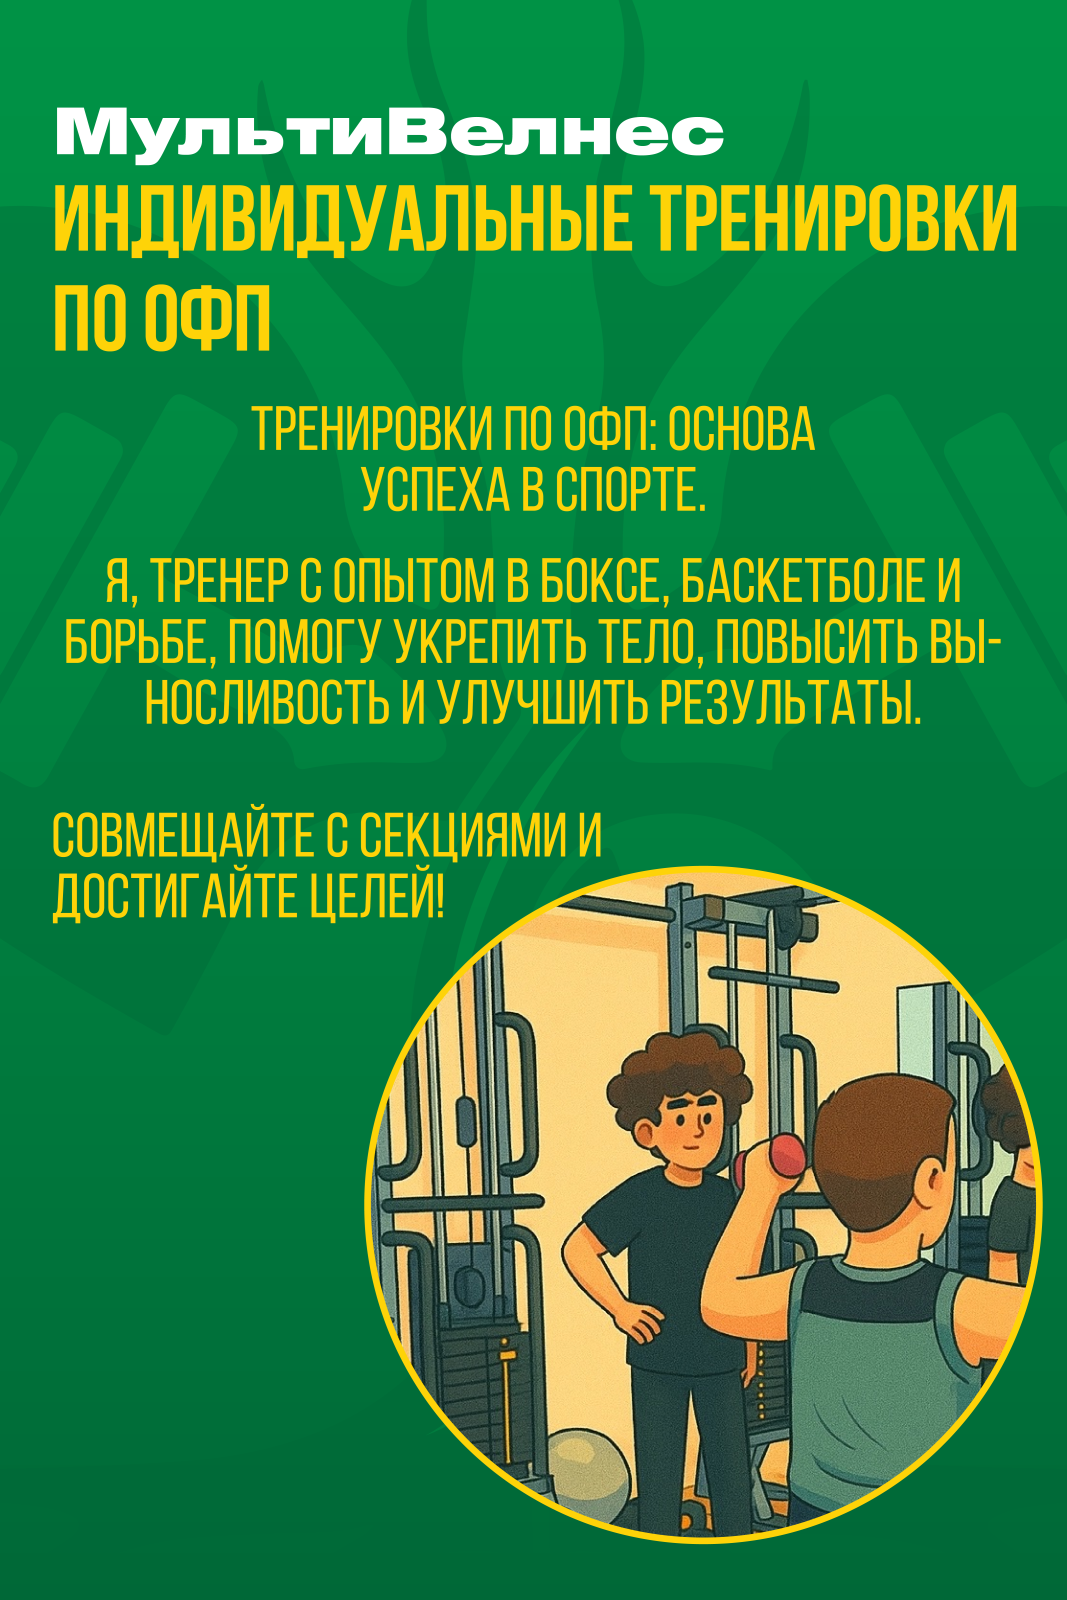 МультиВелнес
ИНДИВИДУАЛЬНЫЕ ТРЕНИРОВКИ
ПО ОФП
ТРЕНИРОВКИ ПО ОФП: ОСНОВА
УСПЕХА В СПОРТЕ.
Я, ТРЕНЕР С ОПЫТОМ В БОКСЕ, БАСКЕТБОЛЕ И
БОРЬБЕ, ПОМОГУ УКРЕПИТЬ ТЕЛО, ПОВЫСИТЬ ВЫ-
НОСЛИВОСТЬ И УЛУЧШИТЬ РЕЗУЛЬТАТЫ.
СОВМЕЩАЙТЕ С СЕКЦИЯМИ И
ДОСТИГАЙТЕ ЦЕЛЕЙ!